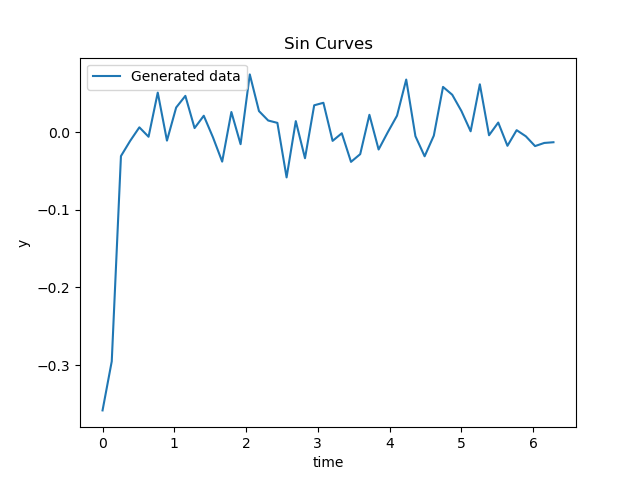 Sin Curves
Generated data
y
0.0
−0.1
−0.2
−0.3
0 1 2 3 4 5 6
time